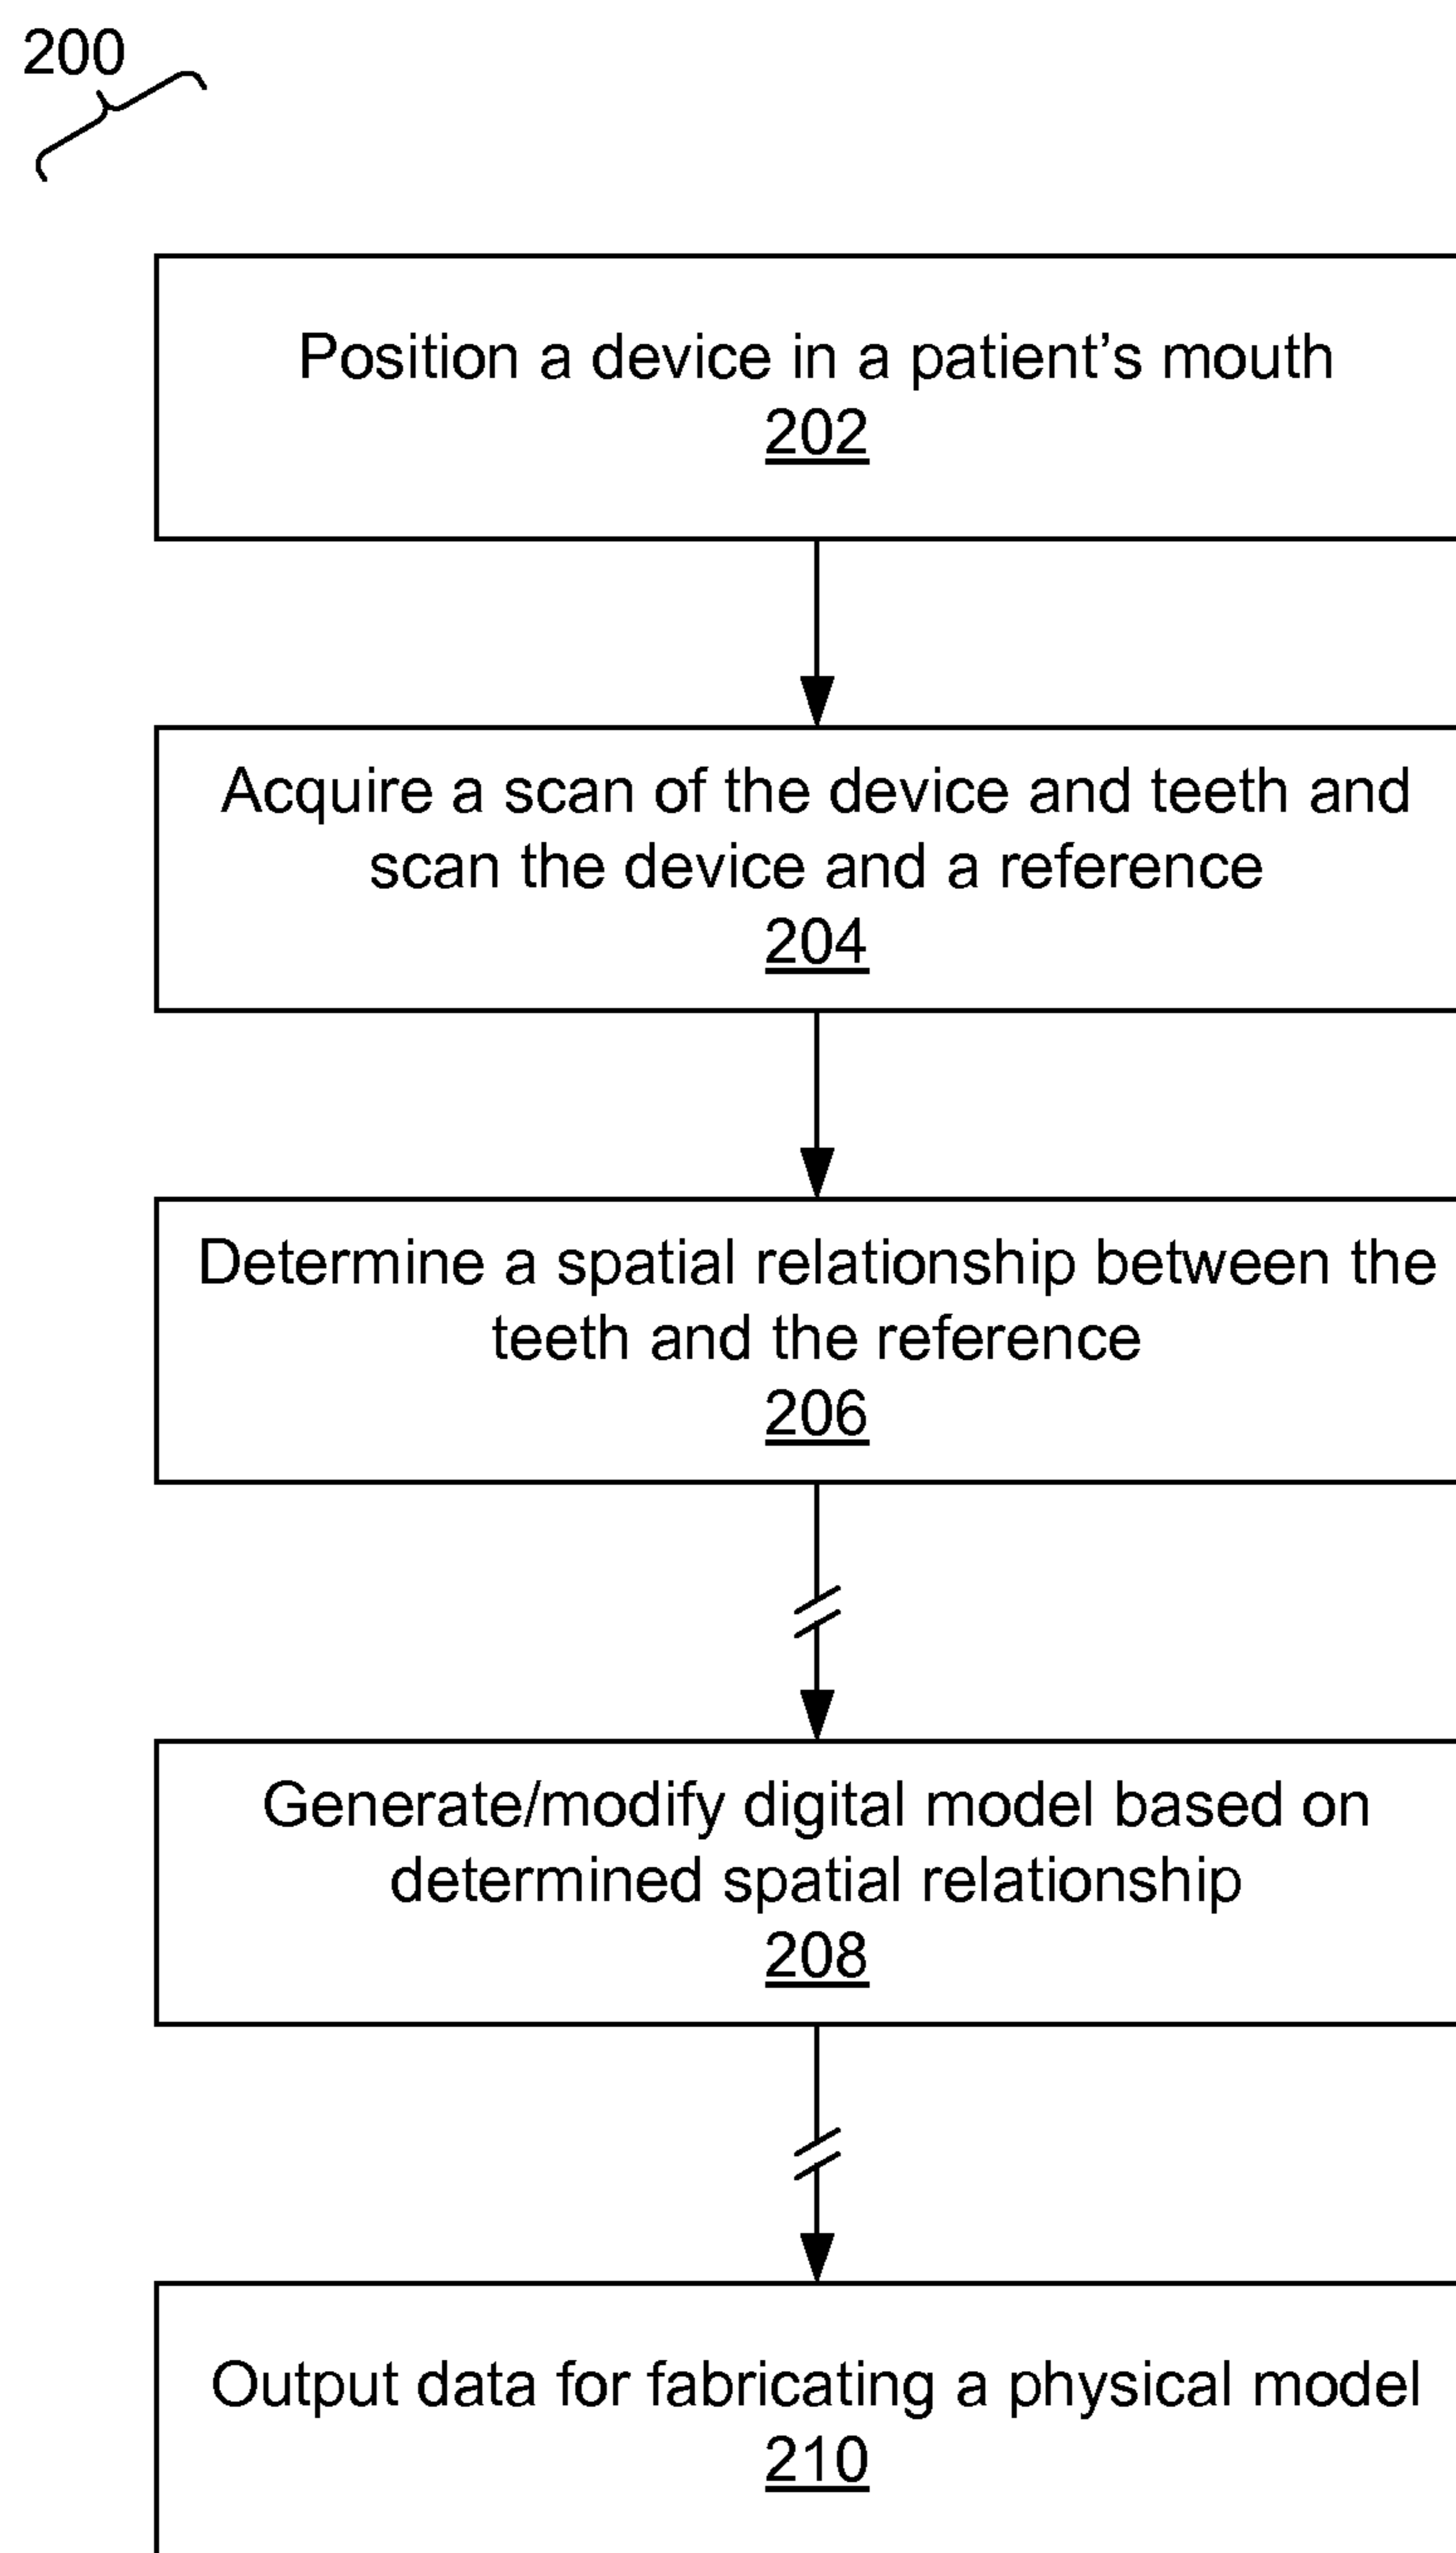 200
Position a device in a patient's mouth
202
Acquire a scan of the device and teeth and
scan the device and a reference
204
Determine a spatial relationship between the
teeth and the reference
206
Generate/modify digital model based on
determined spatial relationship
208
Output data for fabricating a physical model
210